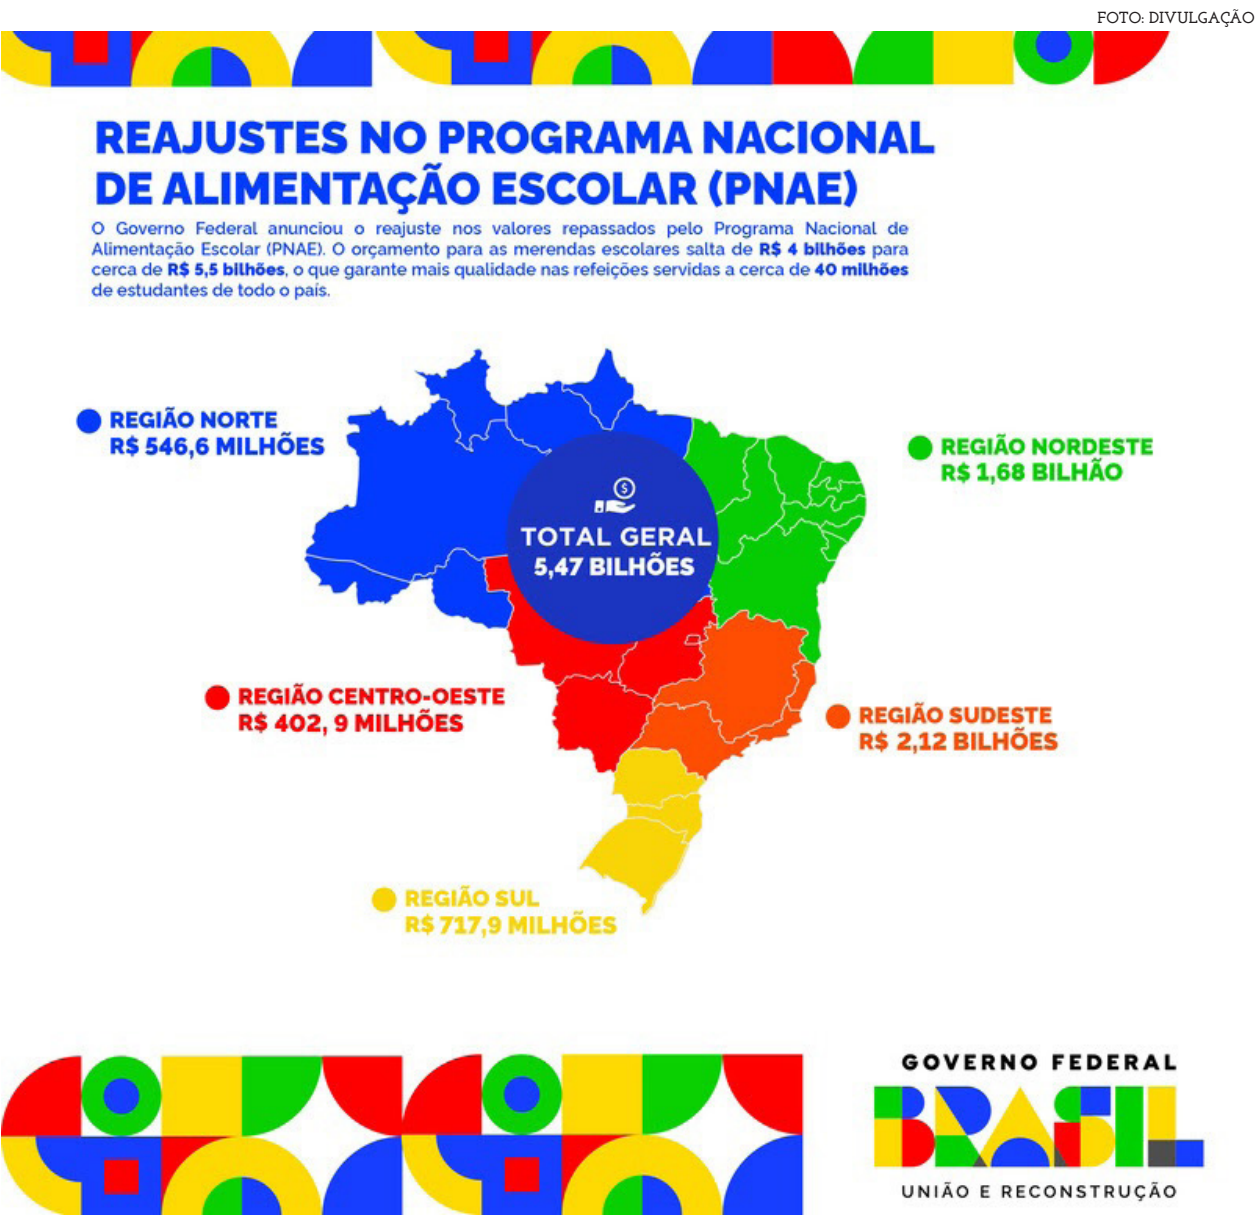 FOTO: DIVULGAÇÃO
REAJUSTES NO PROGRAMA NACIONAL
DE ALIMENTAÇÃO ESCOLAR (PNAE)
O Governo Federal anunciou o reajuste nos valores repassados pelo Programa Nacional de
Alimentação Escolar (PNAE). O orçamento para as merendas escolares salta de R$ 4 bilhões para
cerca de R$ 5,5 bilhões, o que garante mais qualidade nas refeições servidas a cerca de 40 milhões
de estudantes de todo o país.
REGIÃO NORTE
R$ 546,6 MILHÕES
REGIÃO NORDESTE
R$ 1,68 BILHÃO
TOTAL GERAL
5,47 BILHÕES
REGIÃO CENTRO-OESTE
R$ 402, 9 MILHÕES
REGIÃO SUDESTE
R$ 2,12 BILHÕES
REGIÃO SUL
R$ 717,9 MILHÕES
GOVERNO FEDERAL
BRASIL
UNIÃO E RECONSTRUÇÃO